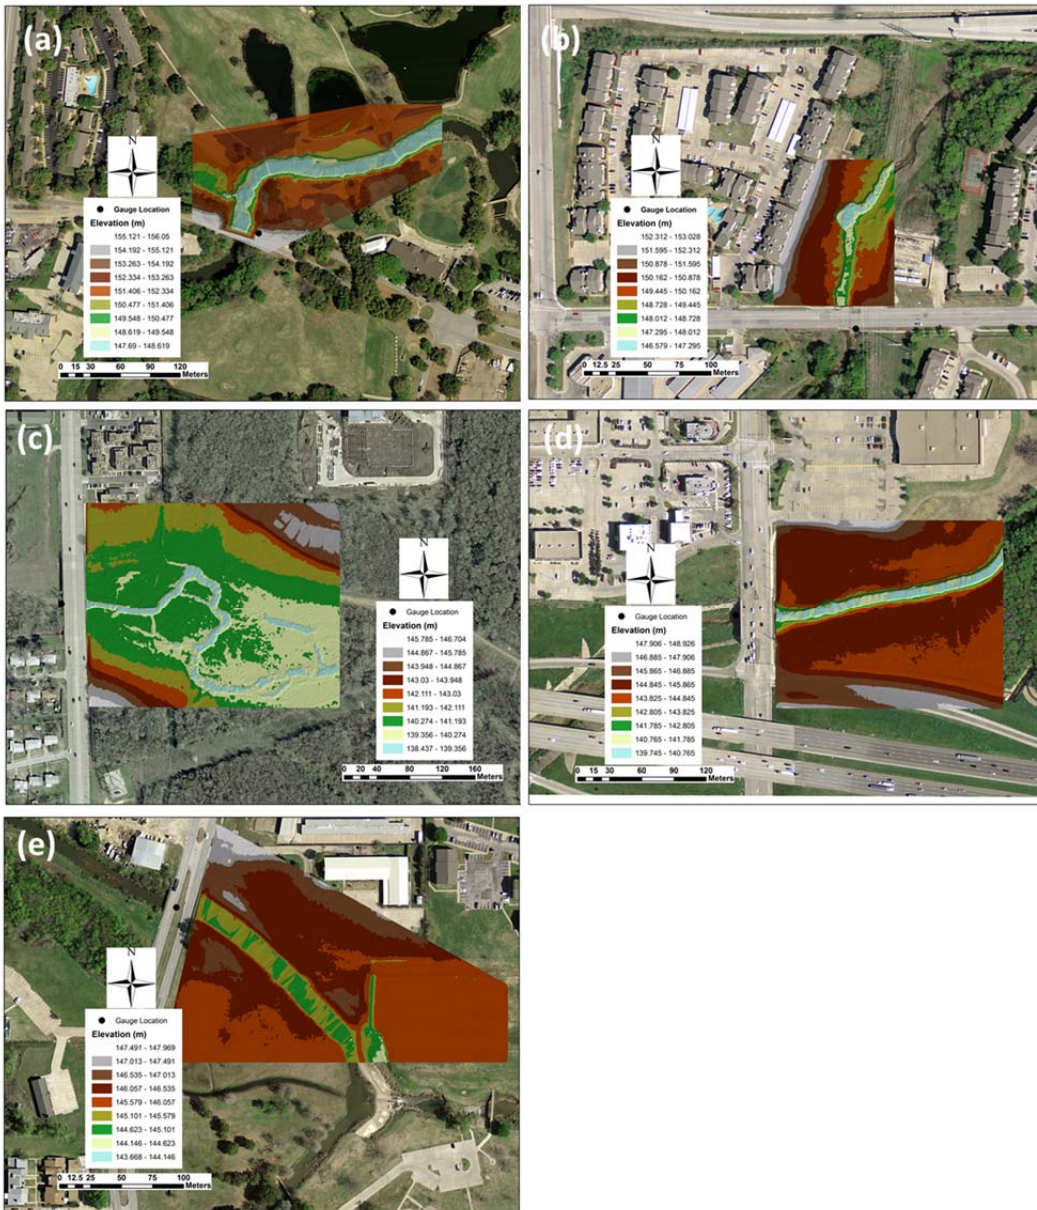 (a)
N
Gauge Location
Elevation (m)
155.121 - 156.05
154.192 - 155.121
153.263 - 154.192
152.334 - 153.263
151.406 - 152.334
150.477 - 151.406
149.548 - 150.477
148.619 - 149.548
147.69 - 148.619
0 15 30 60 90 120
Meters
(b)
N
Gauge Location
Elevation (m)
152.312 - 153.028
151.595 - 152.312
150.878 - 151.595
150.162 - 150.878
149.445 - 150.162
148.728 - 149.445
148.012 - 148.728
147.295 - 148.012
146.579 - 147.295
0 12.5 25 50 75 100
Meters
(c)
N
Gauge Location
Elevation (m)
145.785 - 146.704
144.867 - 145.785
143.948 - 144.867
143.03 - 143.948
142.111 - 143.03
141.193 - 142.111
140.274 - 141.193
139.356 - 140.274
138.437 - 139.356
0 20 40 80 120 160
Meters
(d)
N
Gauge Location
Elevation (m)
147.906 - 148.926
146.885 - 147.906
145.865 - 146.885
144.845 - 145.865
143.825 - 144.845
142.805 - 143.825
141.785 - 142.805
140.765 - 141.785
139.745 - 140.765
0 15 30 60 90 120
Meters
(e)
N
Gauge Location
Elevation (m)
147.491 - 147.969
147.013 - 147.491
146.535 - 147.013
146.057 - 146.535
145.579 - 146.057
145.101 - 145.579
144.623 - 145.101
144.146 - 144.623
143.668 - 144.146
0 12.5 25 50 75 100
Meters